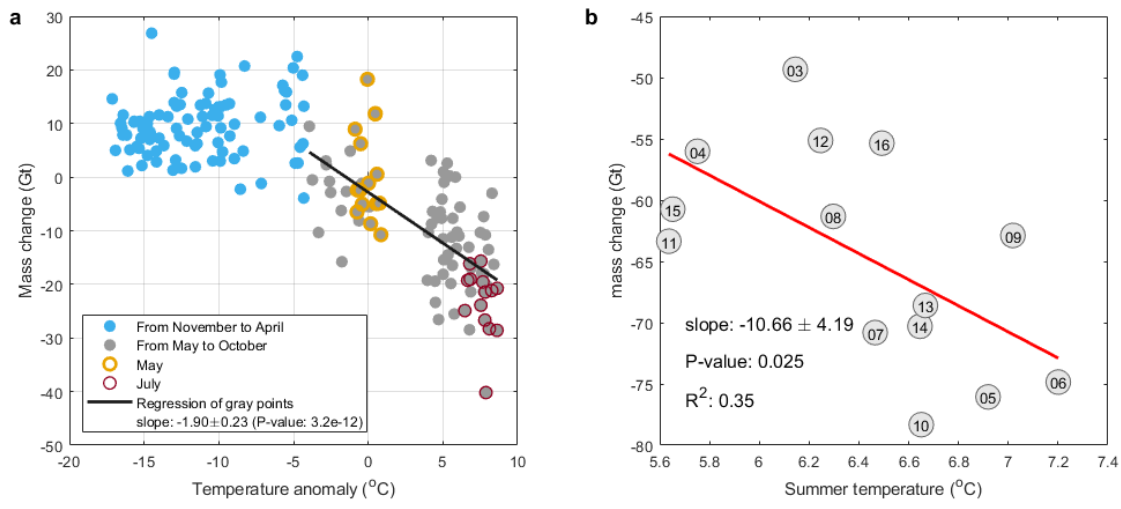 a
30
20
10
0
-10
-20
-30
-40
-50
Mass change (Gt)
From November to April
From May to October
May
July
Regression of gray points
slope: -1.90±0.23 (P-value: 3.2e-12)
-20 -15 -10 -5 0 5 10
Temperature anomaly (°C)
b
-45
-50
-55
-60
-65
-70
-75
-80
mass change (Gt)
03
12
16
04
15
08
11
09
13
14
07
06
05
10
slope: -10.66 ± 4.19
P-value: 0.025
R²: 0.35
5.6 5.8 6 6.2 6.4 6.6 6.8 7 7.2 7.4
Summer temperature (°C)